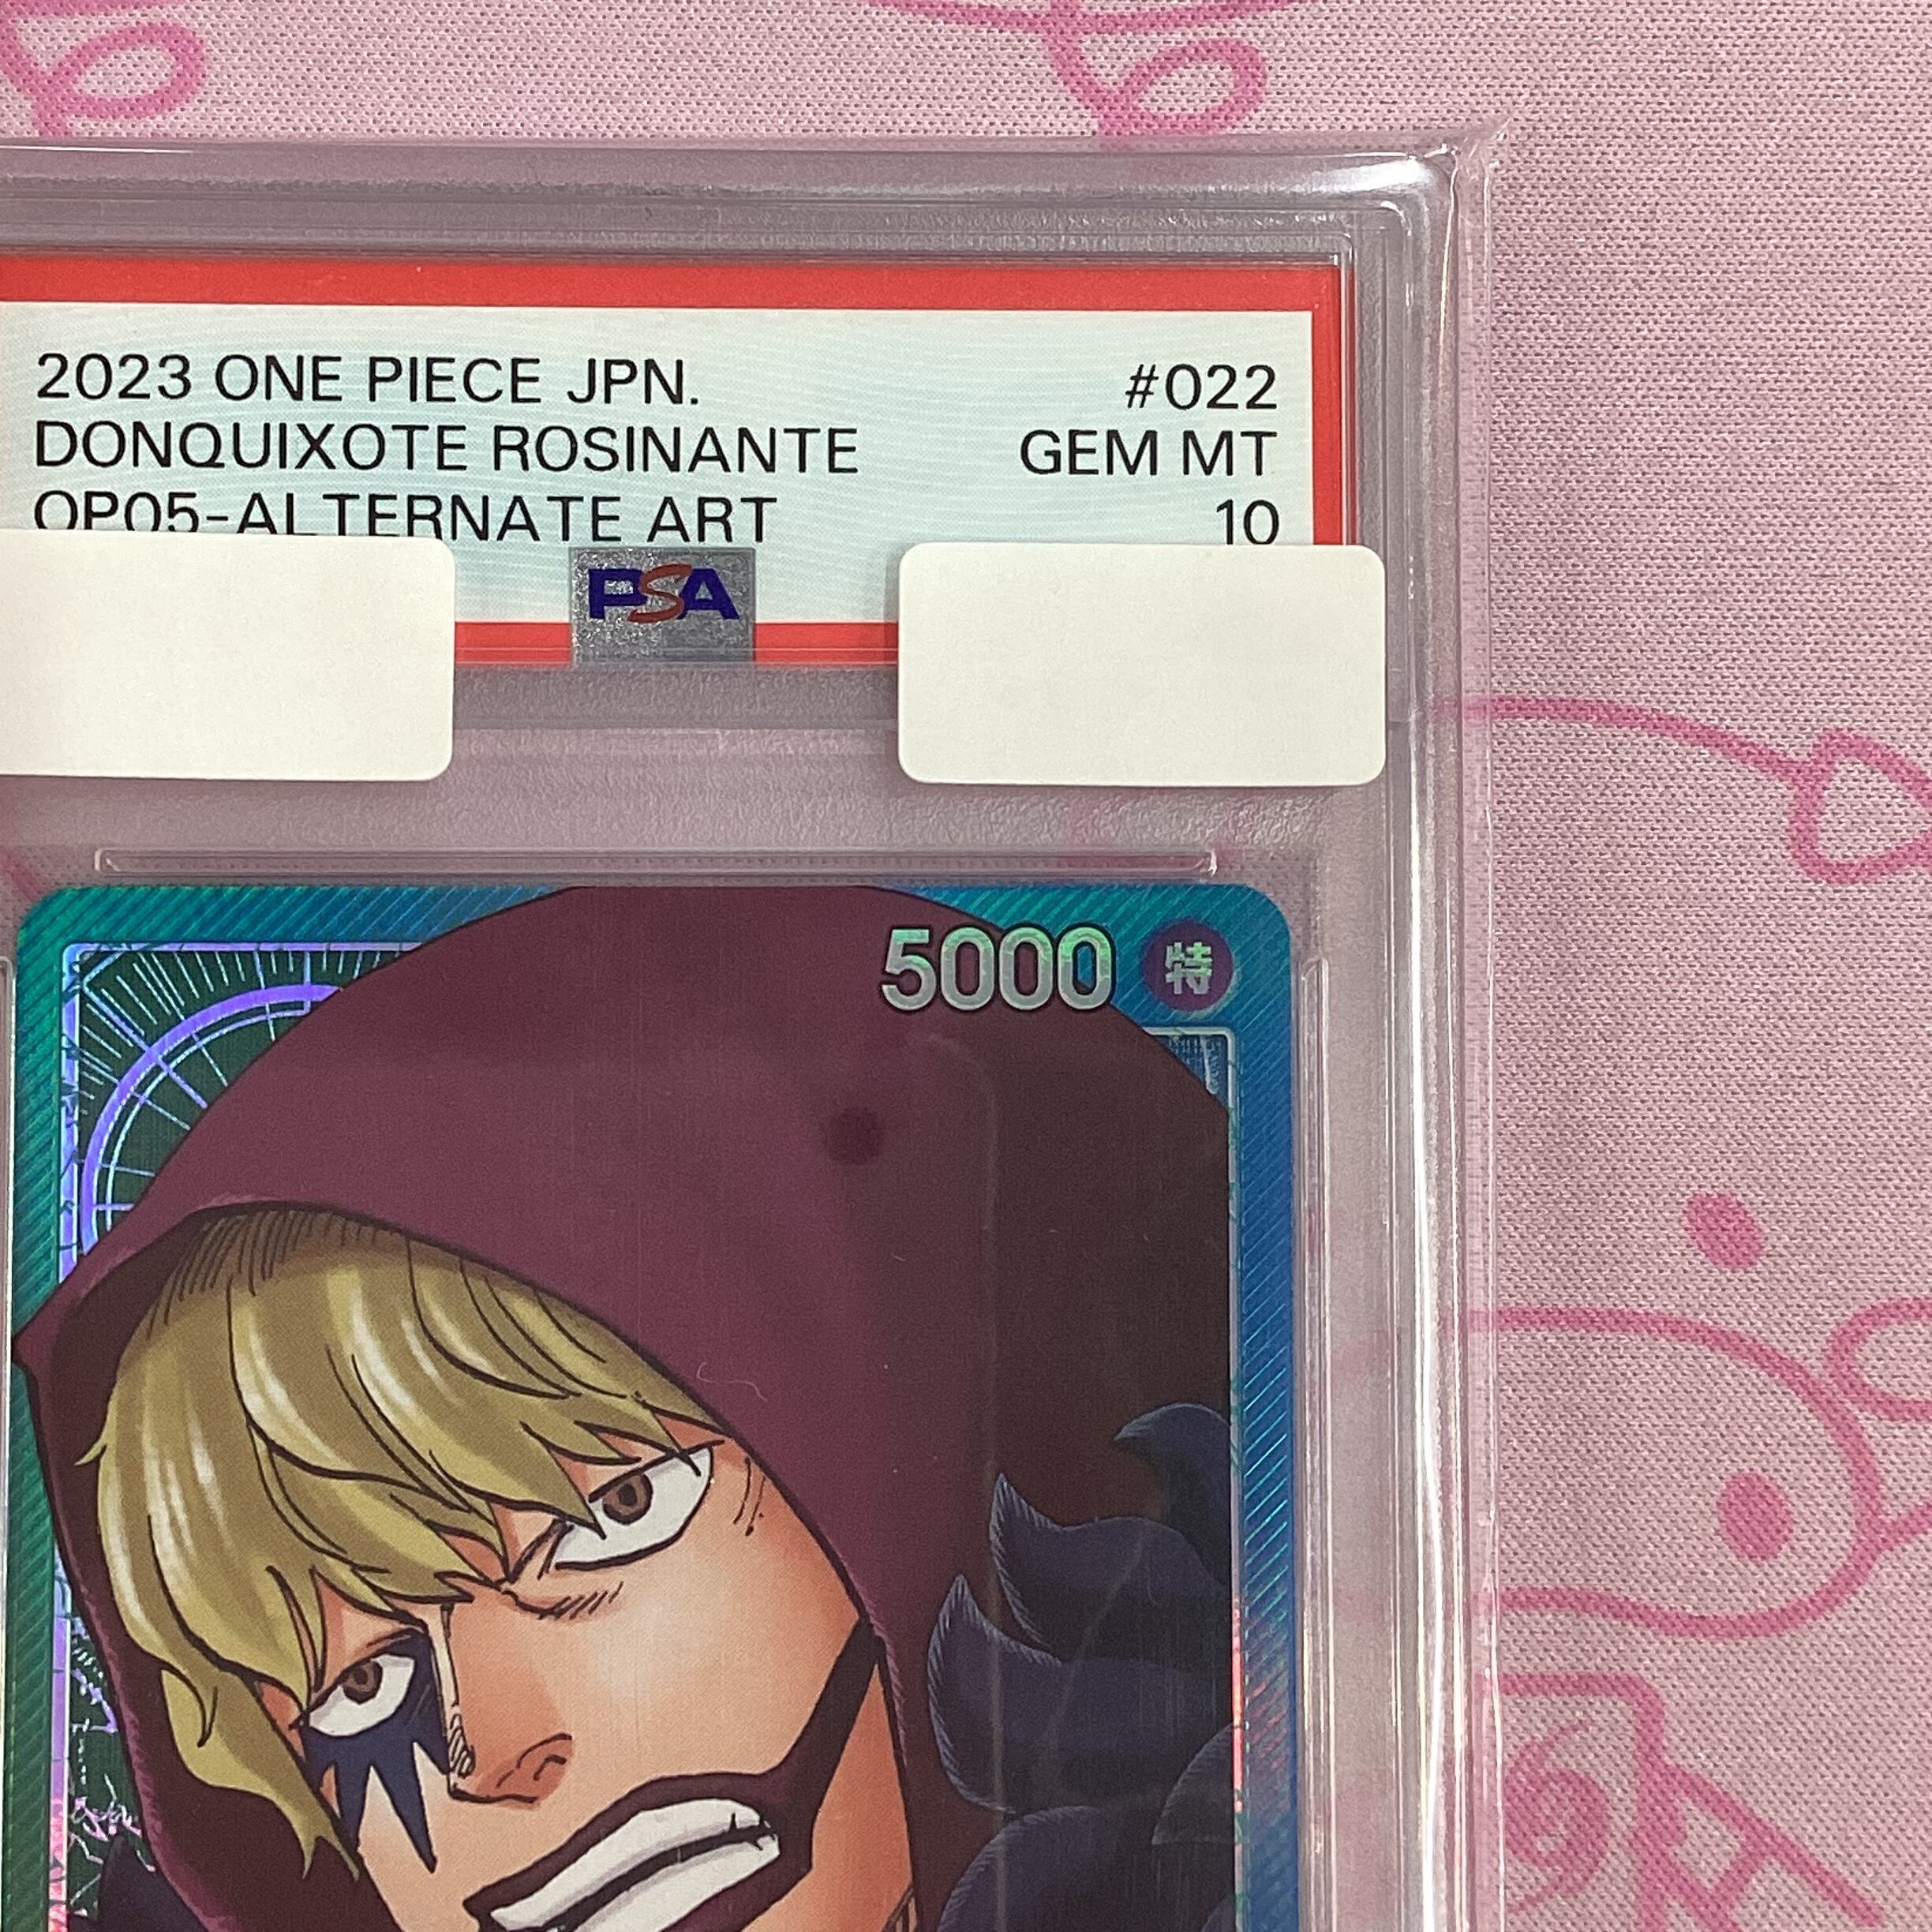 2023 ONE PIECE JPN. #022
DONQUIXOTE ROSINANTE GEM MT
OP05-ALTERNATE ART 10
PSA
5000 特